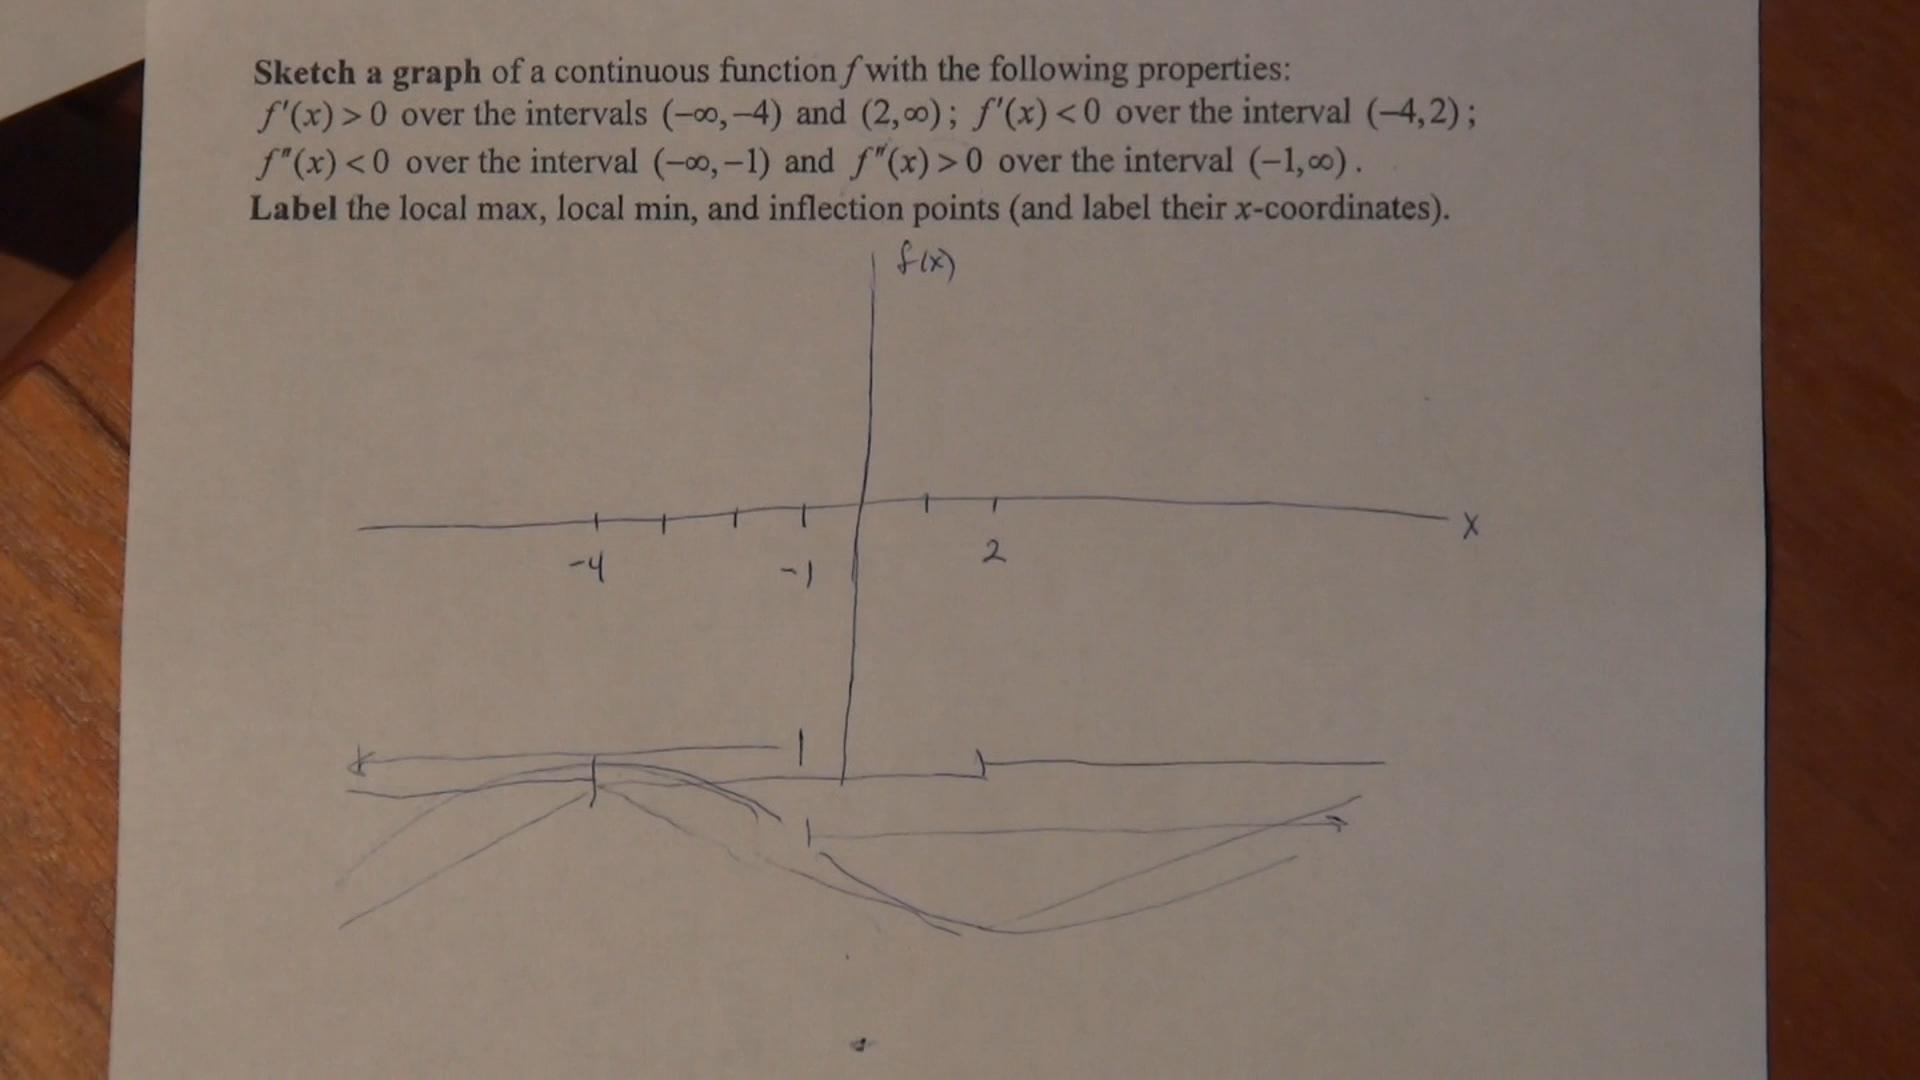 Sketch a graph of a continuous function f with the following properties:
f′(x) > 0 over the intervals (−∞, −4) and (2, ∞); f′(x) < 0 over the interval (−4, 2);
f″(x) < 0 over the interval (−∞, −1) and f″(x) > 0 over the interval (−1, ∞).
Label the local max, local min, and inflection points (and label their x-coordinates).
f(x)
x
-4
-1
2